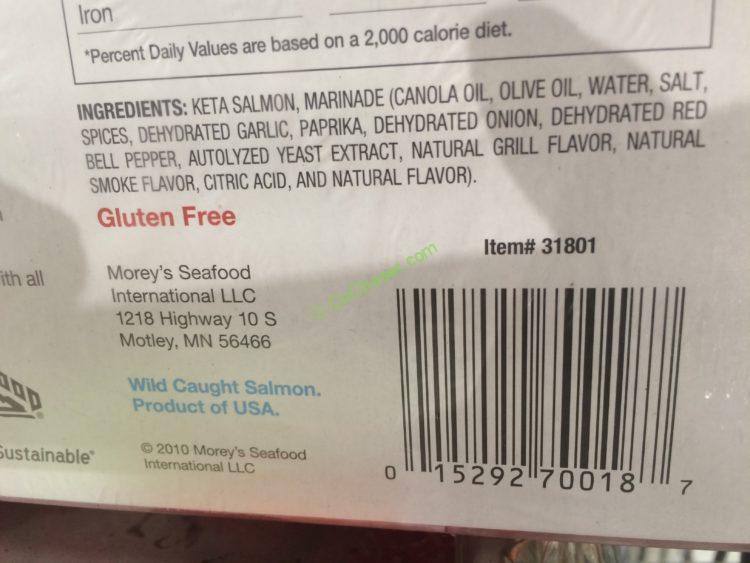 Iron
*Percent Daily Values are based on a 2,000 calorie diet.
INGREDIENTS: KETA SALMON, MARINADE (CANOLA OIL, OLIVE OIL, WATER, SALT,
SPICES, DEHYDRATED GARLIC, PAPRIKA, DEHYDRATED ONION, DEHYDRATED RED
BELL PEPPER, AUTOLYZED YEAST EXTRACT, NATURAL GRILL FLAVOR, NATURAL
SMOKE FLAVOR, CITRIC ACID, AND NATURAL FLAVOR).
Gluten Free
Item# 31801
ith all
Morey's Seafood
International LLC
1218 Highway 10 S
Motley, MN 56466
Wild Caught Salmon.
Product of USA.
Sustainable®
© 2010 Morey's Seafood
International LLC
0 15292 70018 7